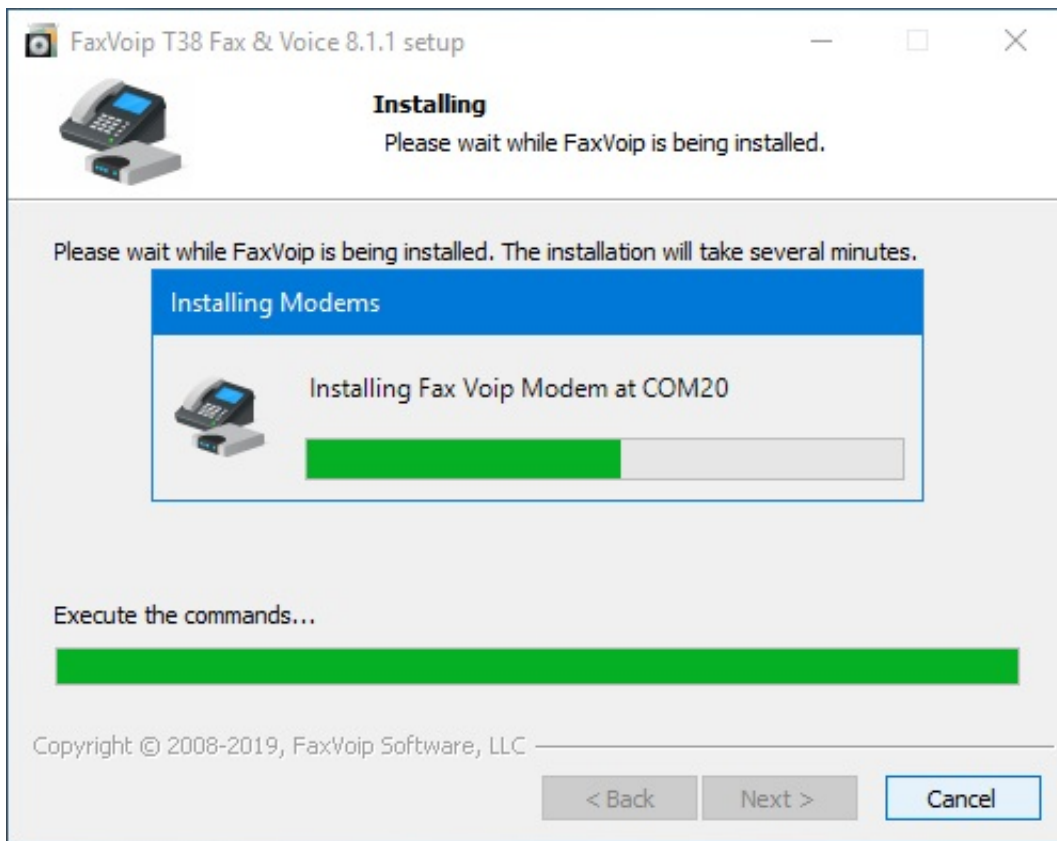 FaxVoip T38 Fax & Voice 8.1.1 setup
Installing
Please wait while FaxVoip is being installed.
Please wait while FaxVoip is being installed. The installation will take several minutes.
Installing Modems
Installing Fax Voip Modem at COM20
Execute the commands...
Copyright © 2008-2019, FaxVoip Software, LLC
< Back Next > Cancel